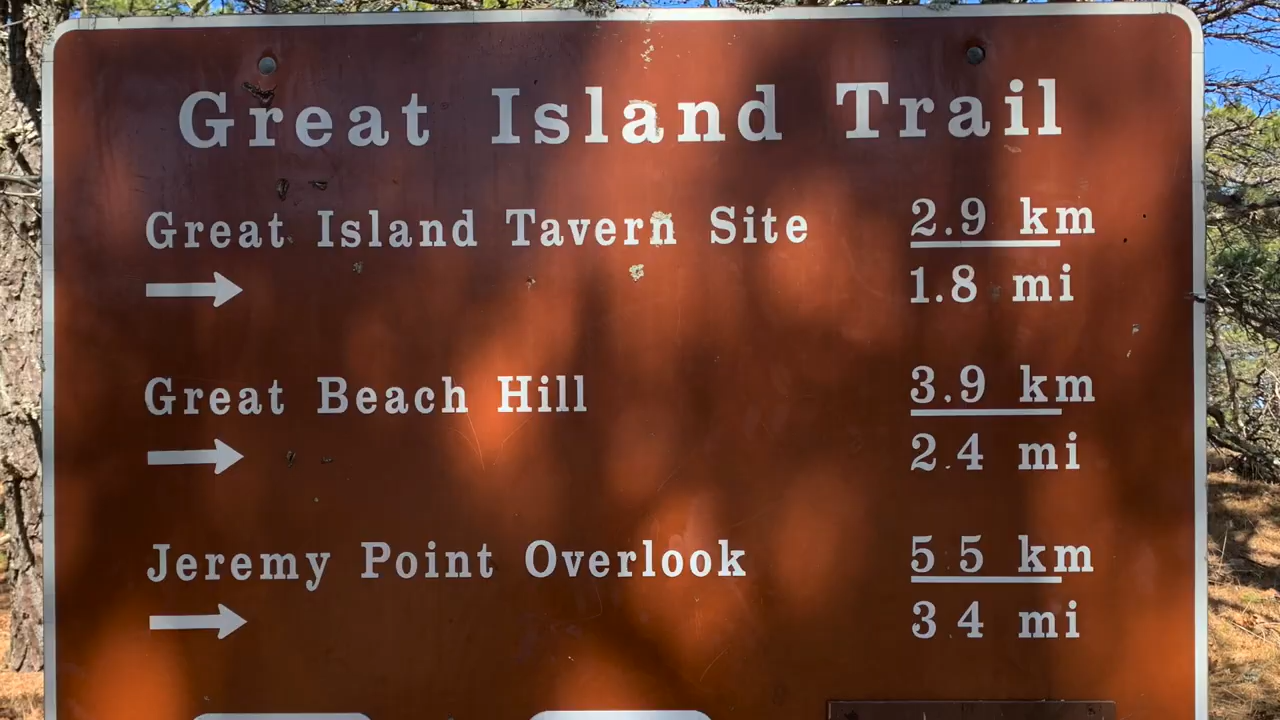 Great Island Trail
Great Island Tavern Site 2.9 km
→ 1.8 mi
Great Beach Hill 3.9 km
→ 2.4 mi
Jeremy Point Overlook 5 5 km
→ 3 4 mi